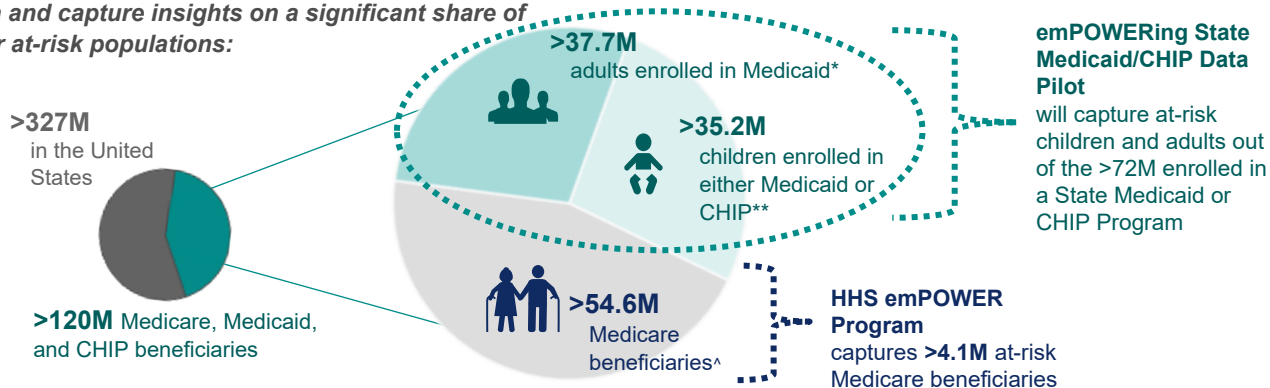 and capture insights on a significant share of
at-risk populations:
>327M
in the United
States
>120M Medicare, Medicaid,
and CHIP beneficiaries
>37.7M
adults enrolled in Medicaid*
>35.2M
children enrolled in
either Medicaid or
CHIP**
>54.6M
Medicare
beneficiaries^
emPOWERing State
Medicaid/CHIP Data
Pilot
will capture at-risk
children and adults out
of the >72M enrolled in
a State Medicaid or
CHIP Program
HHS emPOWER
Program
captures >4.1M at-risk
Medicare beneficiaries